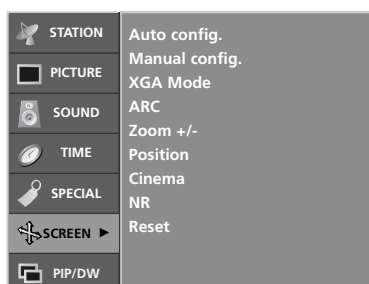 STATION
PICTURE
SOUND
TIME
SPECIAL
SCREEN ►
PIP/DW
Auto config.
Manual config.
XGA Mode
ARC
Zoom +/-
Position
Cinema
NR
Reset